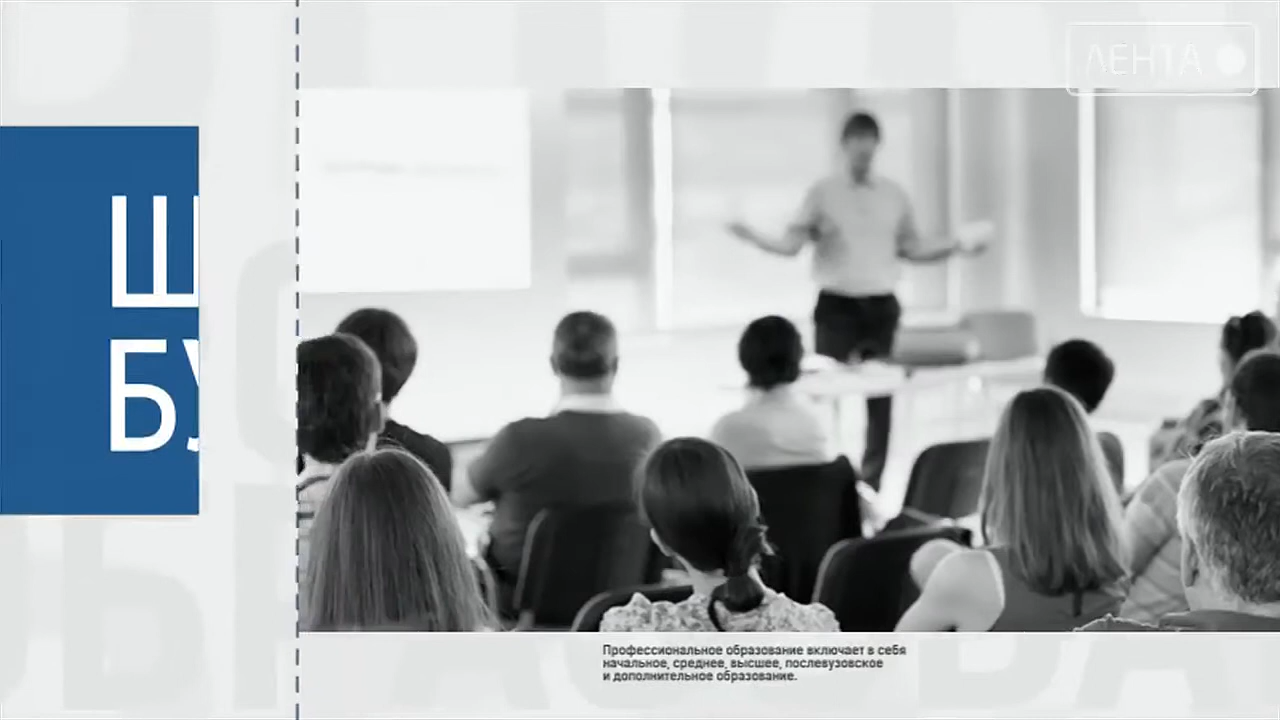 ЛЕНТА
Ш
БУ
Профессиональное образование включает в себя
начальное, среднее, высшее, послевузовское
и дополнительное образование.